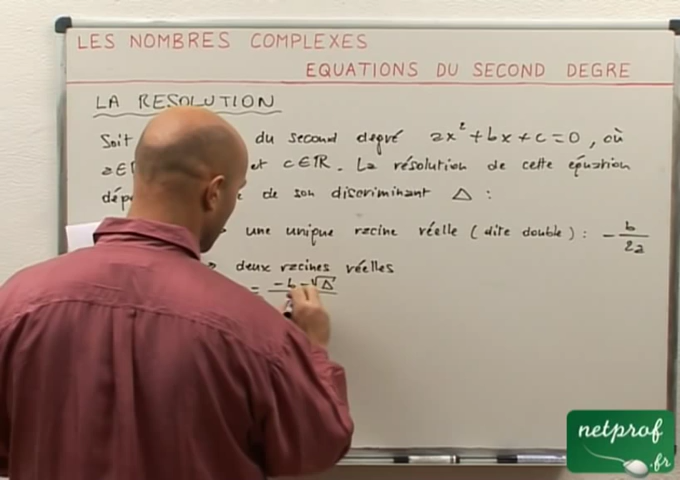 LES NOMBRES COMPLEXES
EQUATIONS DU SECOND DEGRE
LA RESOLUTION
Soit du second degré ax² + bx + c = 0, où
et c ∈ ℝ. La résolution de cette équation
de son discriminant Δ :
une unique racine réelle (dite double) : - b/2a
deux racines réelles
= -b-√Δ
netprof
.fr